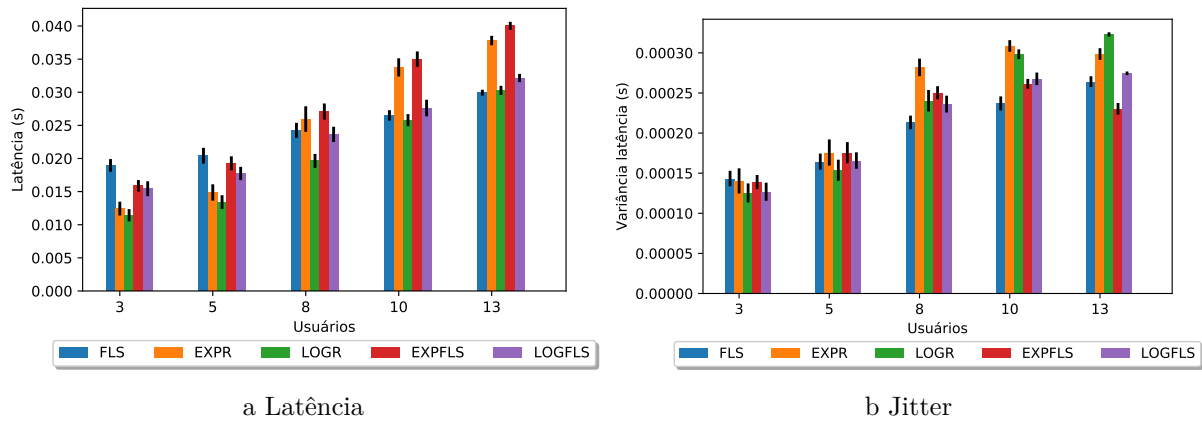 0.040
0.035
0.030
0.025
0.020
0.015
0.010
0.005
0.000
Latência (s)
3 5 8 10 13
Usuários
FLS EXPR LOGR EXPFLS LOGFLS
a Latência
0.00030
0.00025
0.00020
0.00015
0.00010
0.00005
0.00000
Variância latência (s)
3 5 8 10 13
Usuários
FLS EXPR LOGR EXPFLS LOGFLS
b Jitter